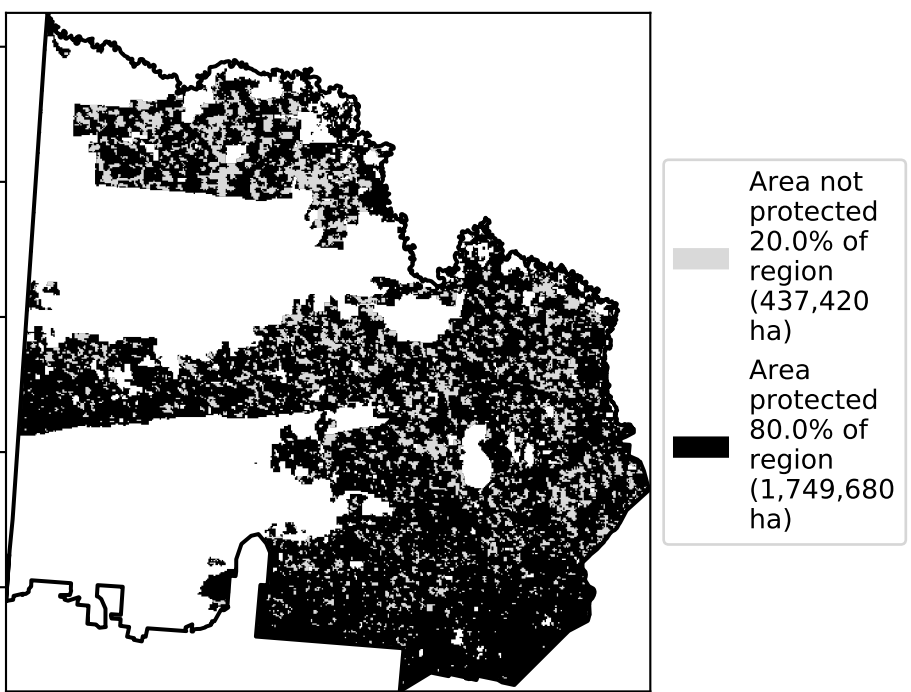 Area not
protected
20.0% of
region
(437,420
ha)
Area
protected
80.0% of
region
(1,749,680
ha)